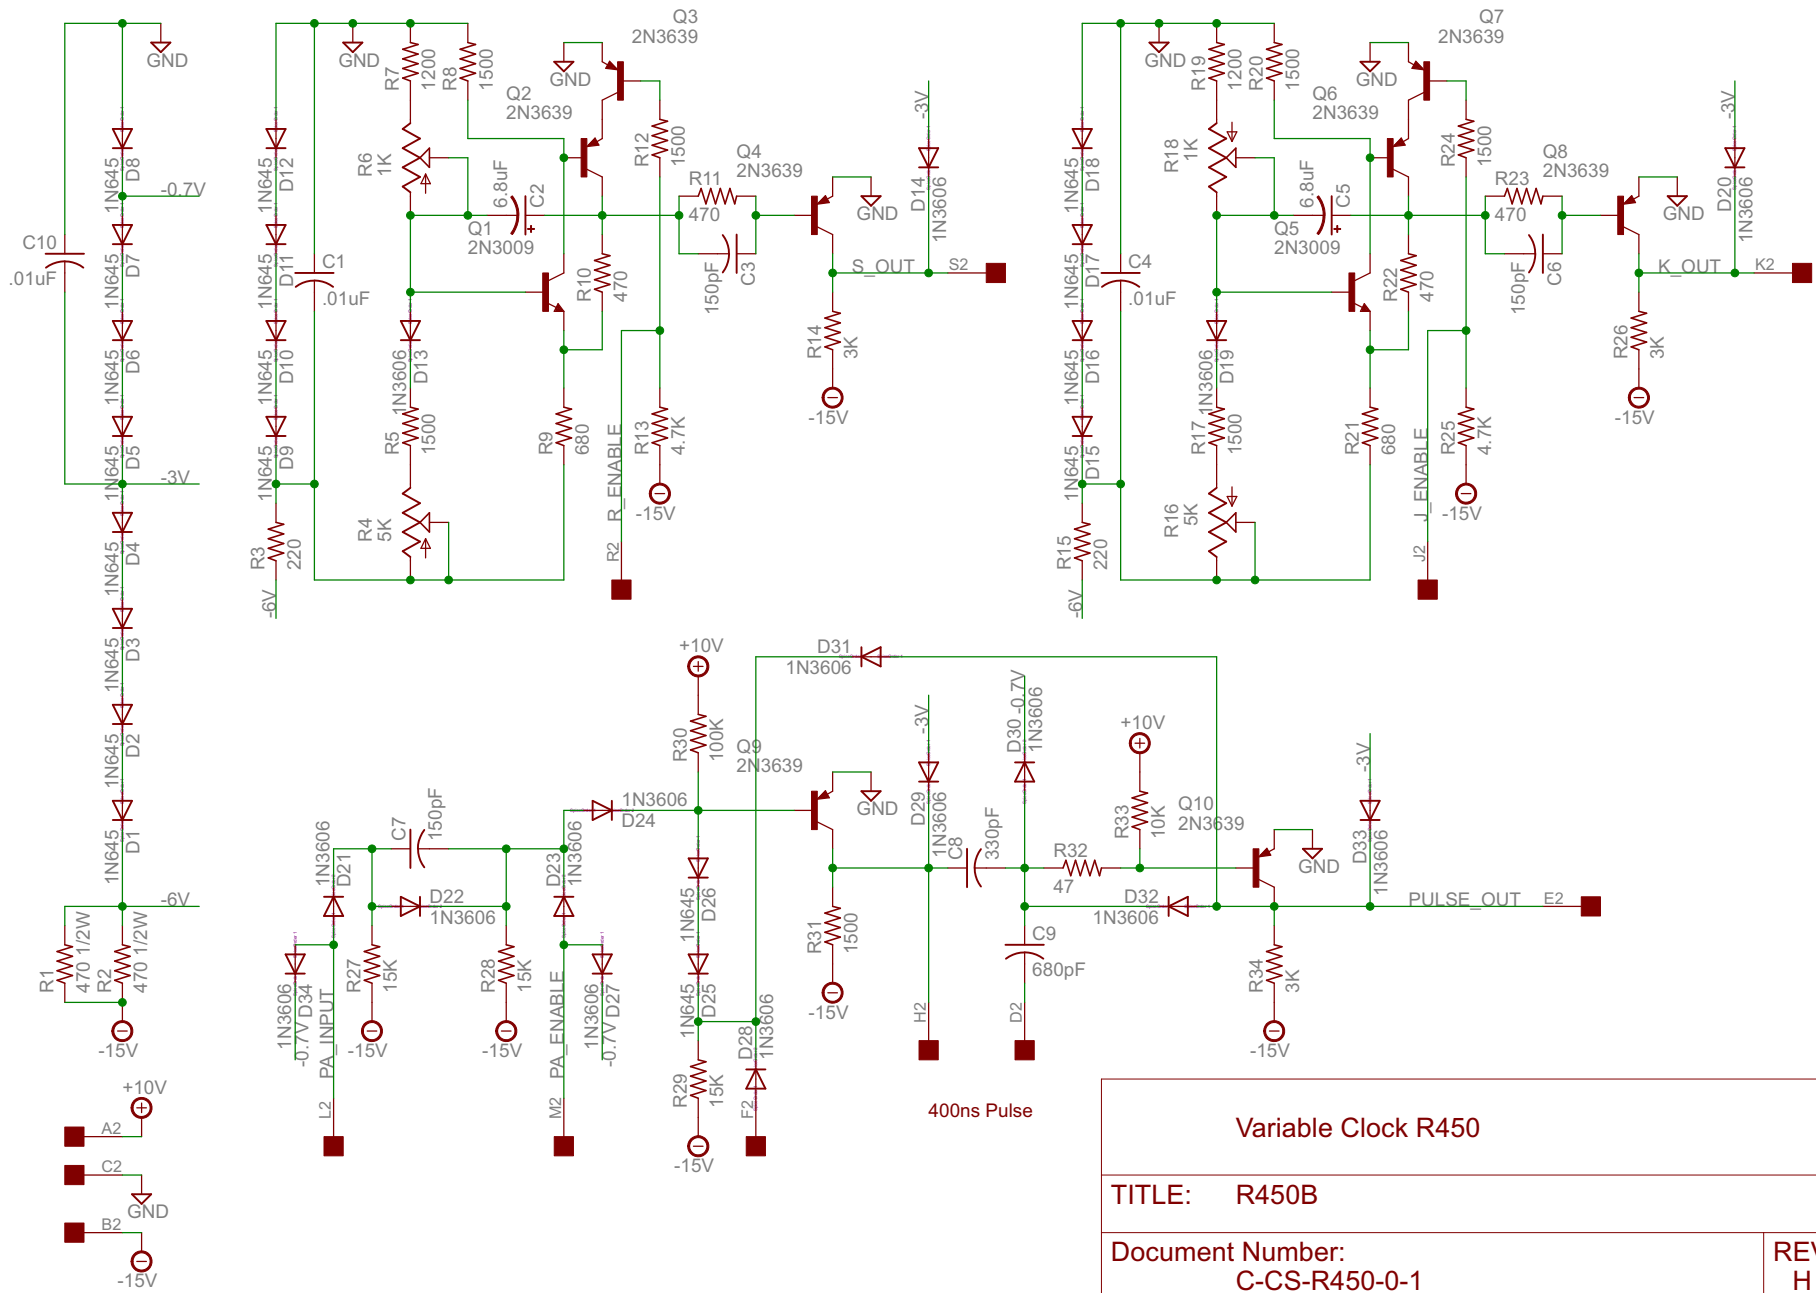 GND
C10
.01uF
1N645
D8
-0.7V
1N645
D7
1N645
D6
1N645
D5
-3V
1N645
D4
1N645
D3
1N645
D2
1N645
D1
-6V
R1
470 1/2W
R2
470 1/2W
-15V
+10V
A2
C2
GND
B2
-15V
1N645
D12
1N645
D11
1N645
D10
1N645
D9
C1
.01uF
R3
220
-6V
GND
R7
1200
R8
1500
R6
1K
Q2
2N3639
Q3
2N3639
GND
6.8uF
C2
Q1
2N3009
1N3606
D13
R5
1500
R4
5K
R10
470
R9
680
R12
1500
R13
4.7K
-15V
R_ENABLE
R2
R11
470
150pF
C3
Q4
2N3639
GND
-3V
D14
1N3606
S_OUT
S2
R14
3K
-15V
1N645
D18
1N645
D17
1N645
D16
1N645
D15
C4
.01uF
R15
220
-6V
GND
R19
1200
R20
1500
R18
1K
Q6
2N3639
Q7
2N3639
GND
6.8uF
C5
Q5
2N3009
1N3606
D19
R17
1500
R16
5K
R22
470
R21
680
R24
1500
R25
4.7K
-15V
J_ENABLE
J2
R23
470
150pF
C6
Q8
2N3639
GND
-3V
D20
1N3606
K_OUT
K2
R26
3K
-15V
1N3606
D21
C7
150pF
D22
1N3606
D23
1N3606
1N3606
D24
1N3606
-0.7V D34
PA_INPUT
L2
R27
15K
-15V
R28
15K
-15V
PA_ENABLE
M2
1N3606
-0.7V D27
+10V
R30
100K
1N645
D26
1N645
D25
R29
15K
-15V
D28
1N3606
F2
Q9
2N3639
GND
R31
1500
-15V
D31
1N3606
-3V
D29
1N3606
H2
C8
330pF
D30 -0.7V
1N3606
R32
47
+10V
R33
10K
D32
1N3606
C9
680pF
D2
Q10
2N3639
GND
R34
3K
-15V
-3V
D33
1N3606
PULSE_OUT
E2
400ns Pulse
Variable Clock R450
TITLE: R450B
Document Number:
C-CS-R450-0-1
REV
H